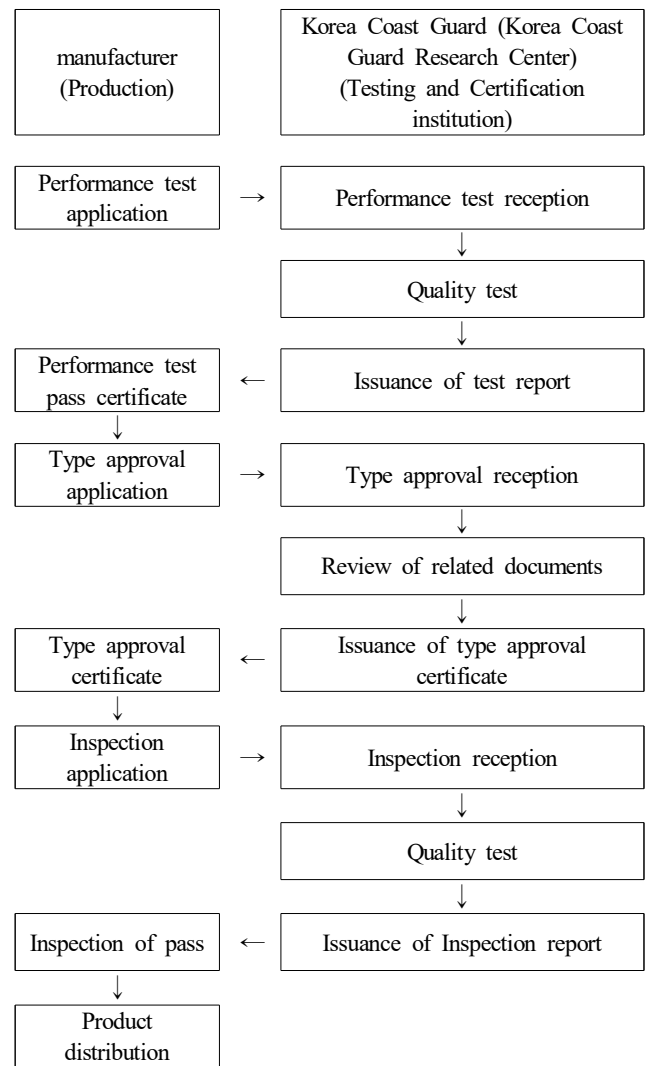 manufacturer
(Production)
Korea Coast Guard (Korea Coast
Guard Research Center)
(Testing and Certification
institution)
Performance test
application
→
Performance test reception
↓
Quality test
↓
Performance test
pass certificate
←
Issuance of test report
↓
Type approval
application
→
Type approval reception
↓
Review of related documents
↓
Type approval
certificate
←
Issuance of type approval
certificate
↓
Inspection
application
→
Inspection reception
↓
Quality test
↓
Inspection of pass
←
Issuance of Inspection report
↓
Product
distribution